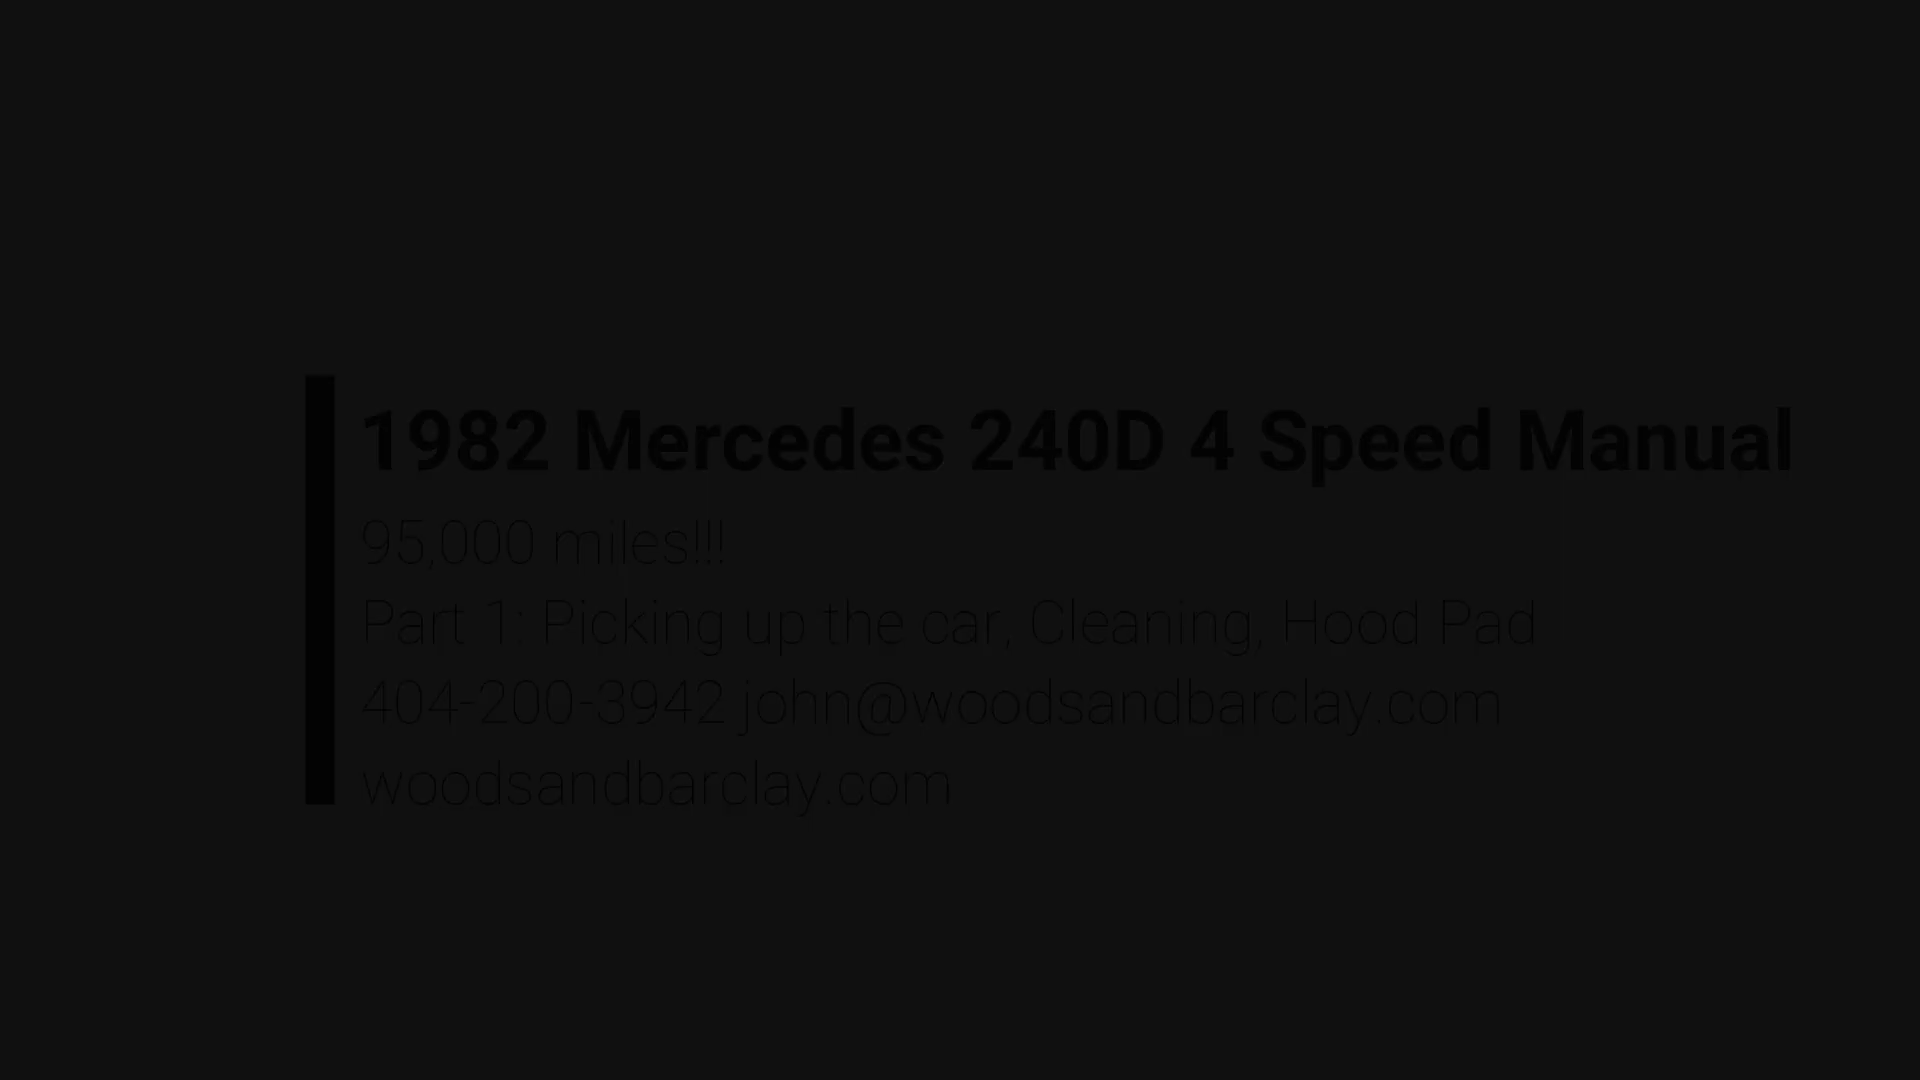 1982 Mercedes 240D 4 Speed Manual
95,000 miles!!!
Part 1: Picking up the car, Cleaning, Hood Pad
404-200-3942 john@woodsandbarclay.com
woodsandbarclay.com